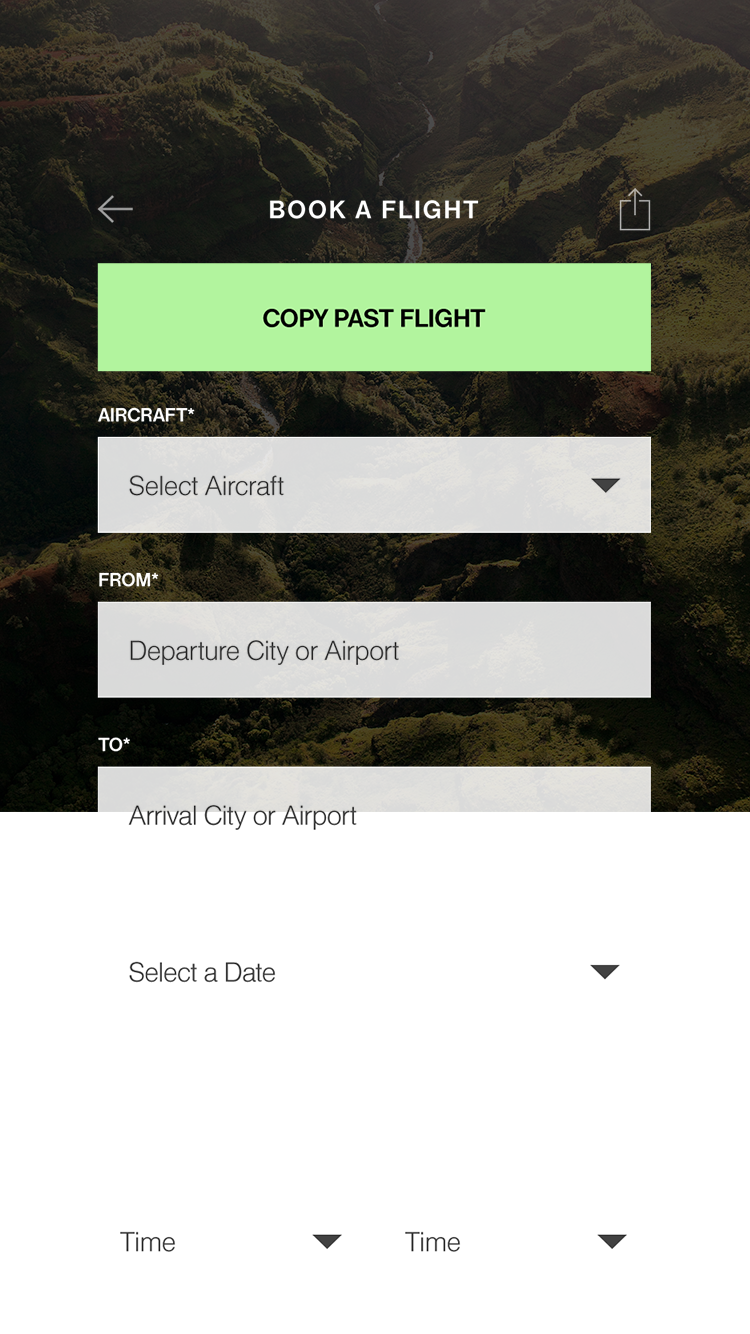 BOOK A FLIGHT
COPY PAST FLIGHT
AIRCRAFT*
Select Aircraft
FROM*
Departure City or Airport
TO*
Arrival City or Airport
Select a Date
Time Time